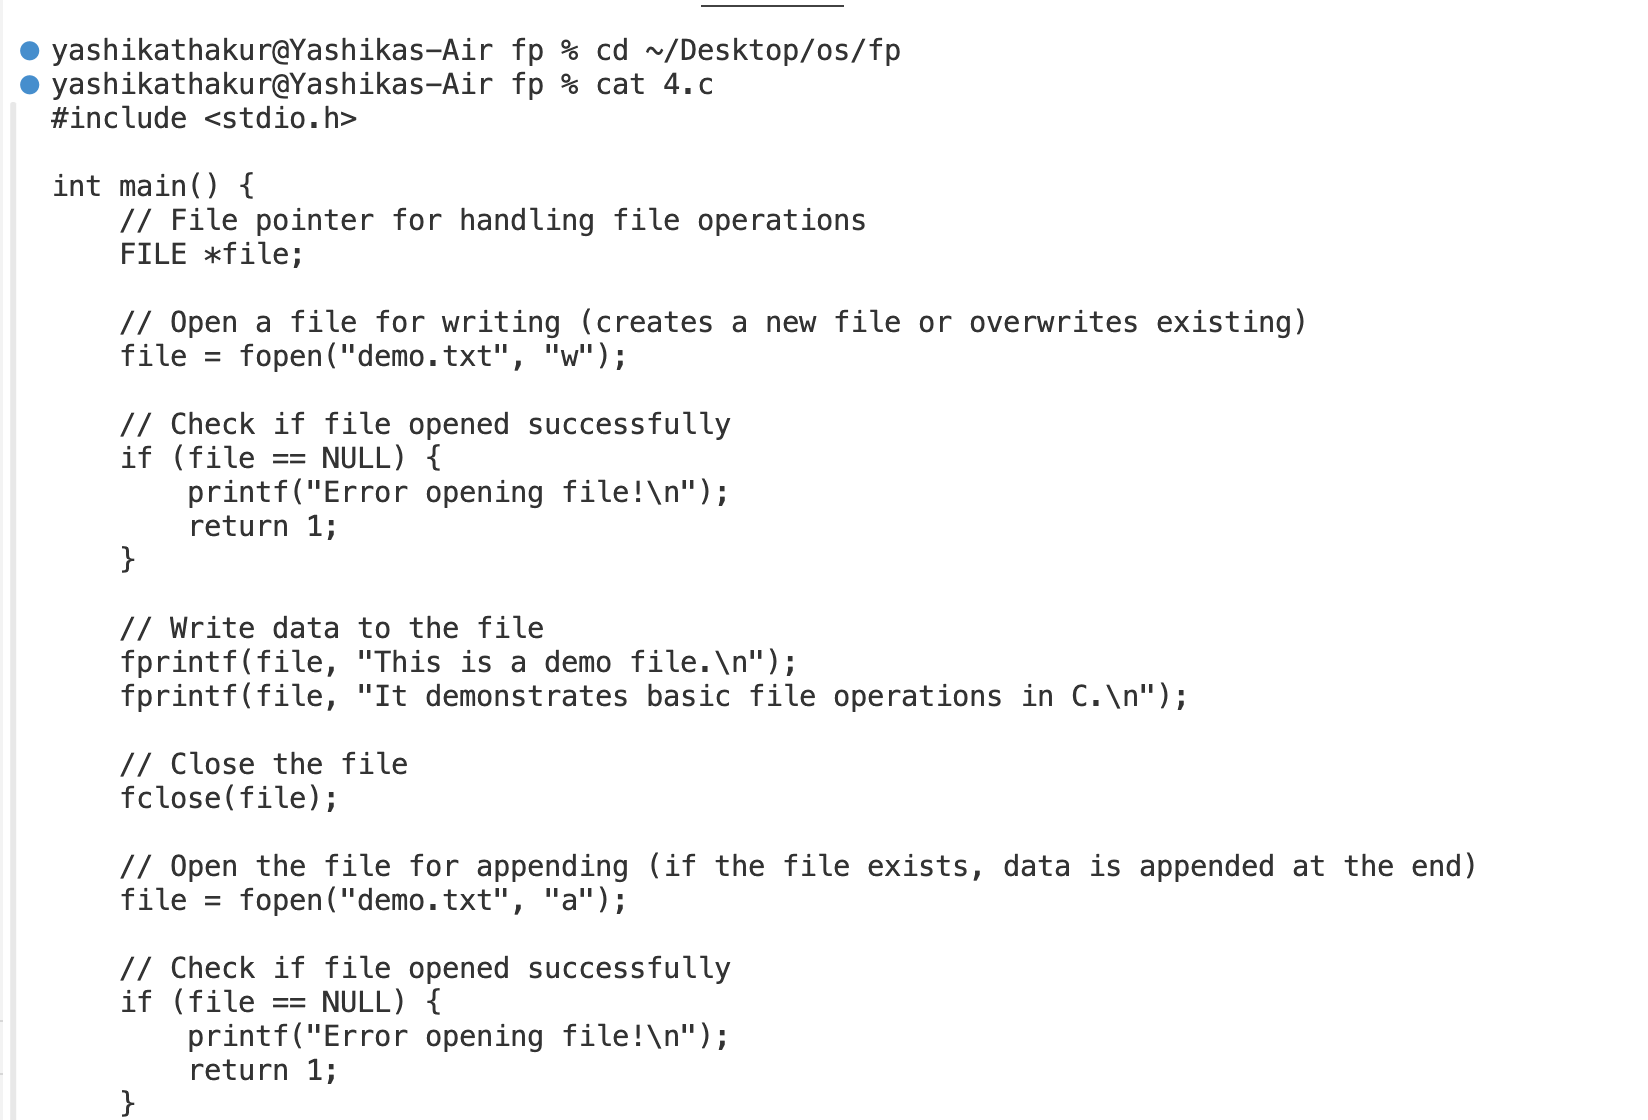 yashikathakur@Yashikas-Air fp % cd ~/Desktop/os/fp
yashikathakur@Yashikas-Air fp % cat 4.c
#include <stdio.h>

int main() {
    // File pointer for handling file operations
    FILE *file;

    // Open a file for writing (creates a new file or overwrites existing)
    file = fopen("demo.txt", "w");

    // Check if file opened successfully
    if (file == NULL) {
        printf("Error opening file!\n");
        return 1;
    }

    // Write data to the file
    fprintf(file, "This is a demo file.\n");
    fprintf(file, "It demonstrates basic file operations in C.\n");

    // Close the file
    fclose(file);

    // Open the file for appending (if the file exists, data is appended at the end)
    file = fopen("demo.txt", "a");

    // Check if file opened successfully
    if (file == NULL) {
        printf("Error opening file!\n");
        return 1;
    }